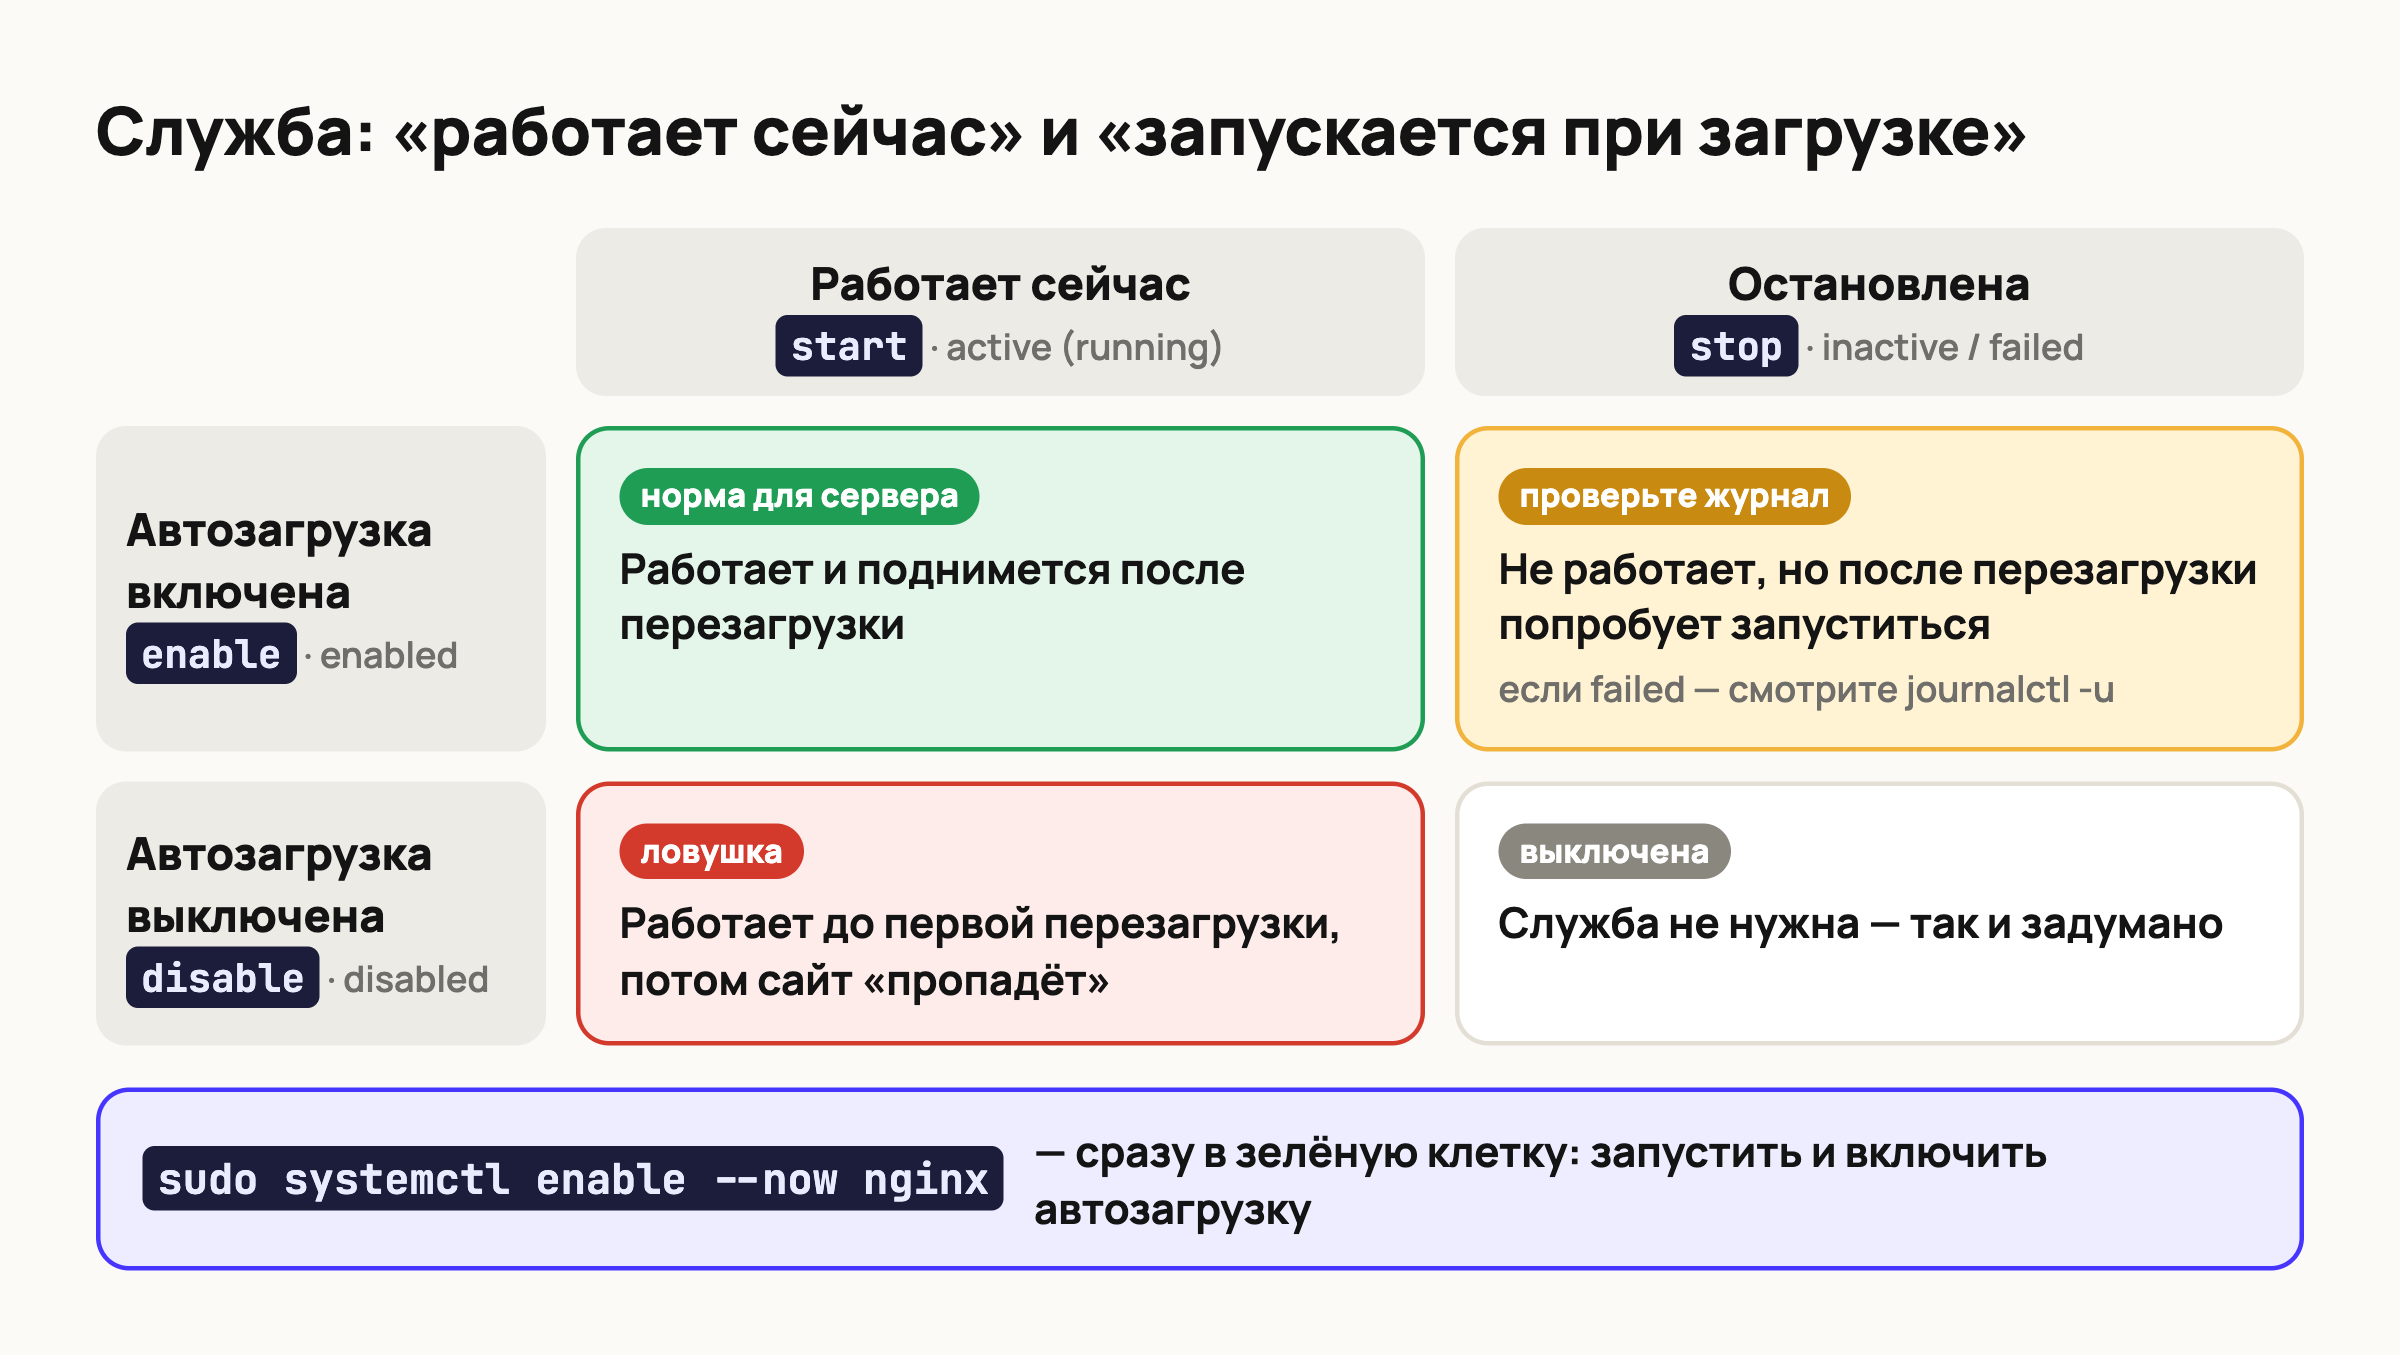 Служба: «работает сейчас» и «запускается при загрузке»
Работает сейчас
start · active (running)
Остановлена
stop · inactive / failed
Автозагрузка
включена
enable · enabled
норма для сервера
Работает и поднимется после
перезагрузки
проверьте журнал
Не работает, но после перезагрузки
попробует запуститься
если failed — смотрите journalctl -u
Автозагрузка
выключена
disable · disabled
ловушка
Работает до первой перезагрузки,
потом сайт «пропадёт»
выключена
Служба не нужна — так и задумано
sudo systemctl enable --now nginx
— сразу в зелёную клетку: запустить и включить
автозагрузку